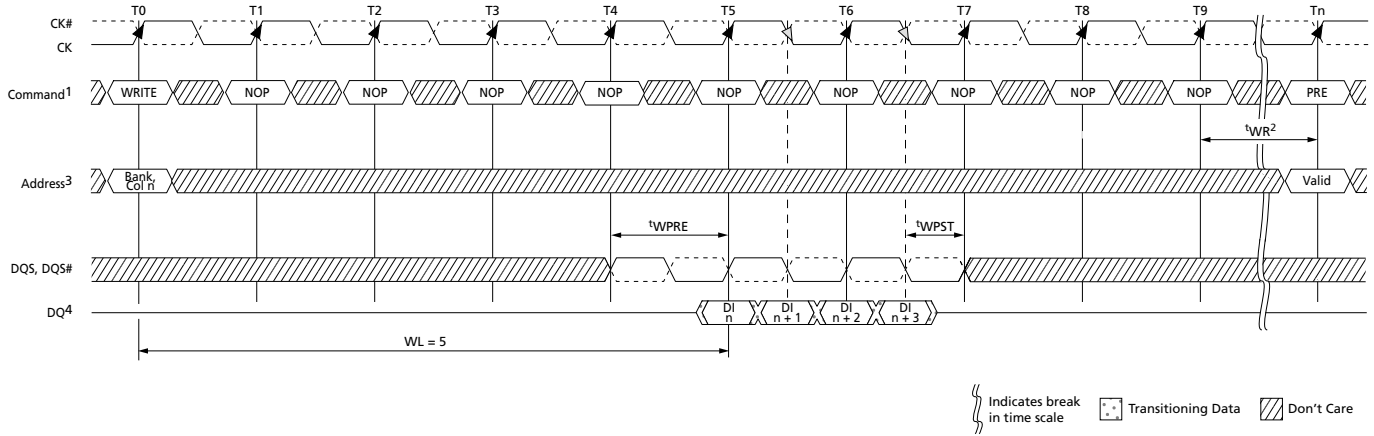 T0 T1 T2 T3 T4 T5 T6 T7 T8 T9 Tn
CK#
CK
Command1 WRITE NOP NOP NOP NOP NOP NOP NOP NOP NOP PRE
tWR2
Address3 Bank, Col n Valid
tWPRE tWPST
DQS, DQS#
DQ4 DI n DI n + 1 DI n + 2 DI n + 3
WL = 5
Indicates break
in time scale
Transitioning Data
Don't Care